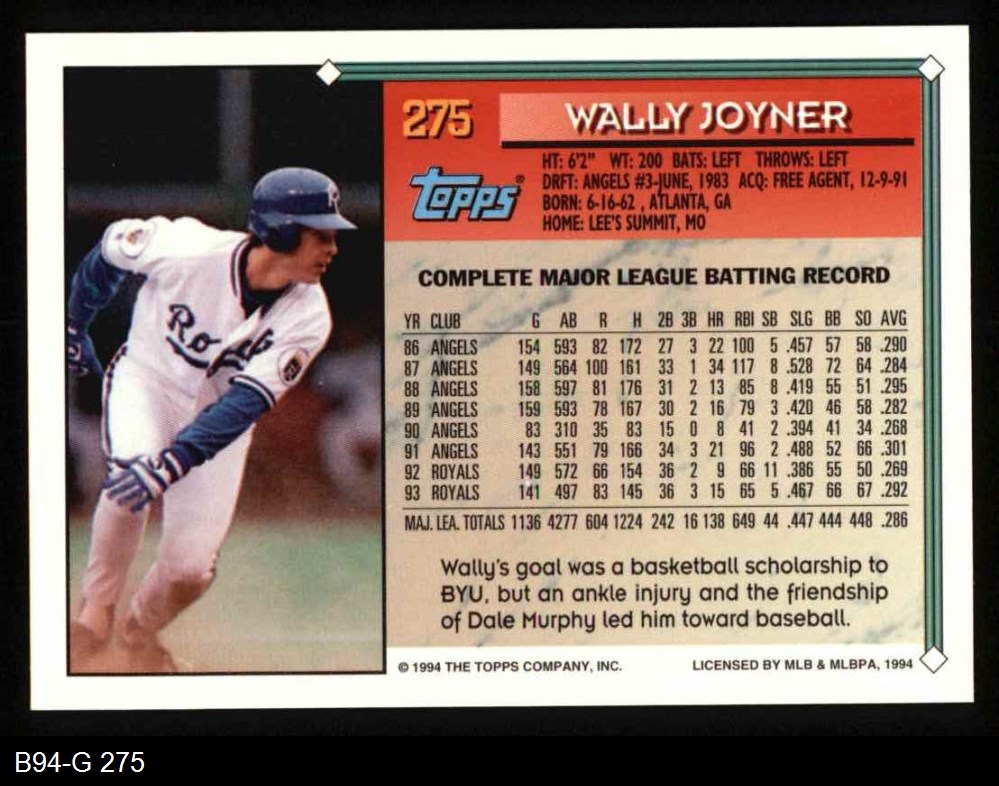 275
WALLY JOYNER
Topps®
HT: 6'2" WT: 200 BATS: LEFT THROWS: LEFT
DRFT: ANGELS #3-JUNE, 1983 ACQ: FREE AGENT, 12-9-91
BORN: 6-16-62 , ATLANTA, GA
HOME: LEE'S SUMMIT, MO
R
Royals
COMPLETE MAJOR LEAGUE BATTING RECORD
YR CLUB G AB R H 2B 3B HR RBI SB SLG BB SO AVG
86 ANGELS 154 593 82 172 27 3 22 100 5 .457 57 58 .290
87 ANGELS 149 564 100 161 33 1 34 117 8 .528 72 64 .284
88 ANGELS 158 597 81 176 31 2 13 85 8 .419 55 51 .295
89 ANGELS 159 593 78 167 30 2 16 79 3 .420 46 58 .282
90 ANGELS 83 310 35 83 15 0 8 41 2 .394 41 34 .268
91 ANGELS 143 551 79 166 34 3 21 96 2 .488 52 66 .301
92 ROYALS 149 572 66 154 36 2 9 66 11 .386 55 50 .269
93 ROYALS 141 497 83 145 36 3 15 65 5 .467 66 67 .292
MAJ. LEA. TOTALS 1136 4277 604 1224 242 16 138 649 44 .447 444 448 .286
Wally's goal was a basketball scholarship to
BYU, but an ankle injury and the friendship
of Dale Murphy led him toward baseball.
© 1994 THE TOPPS COMPANY, INC.
LICENSED BY MLB & MLBPA, 1994
B94-G 275